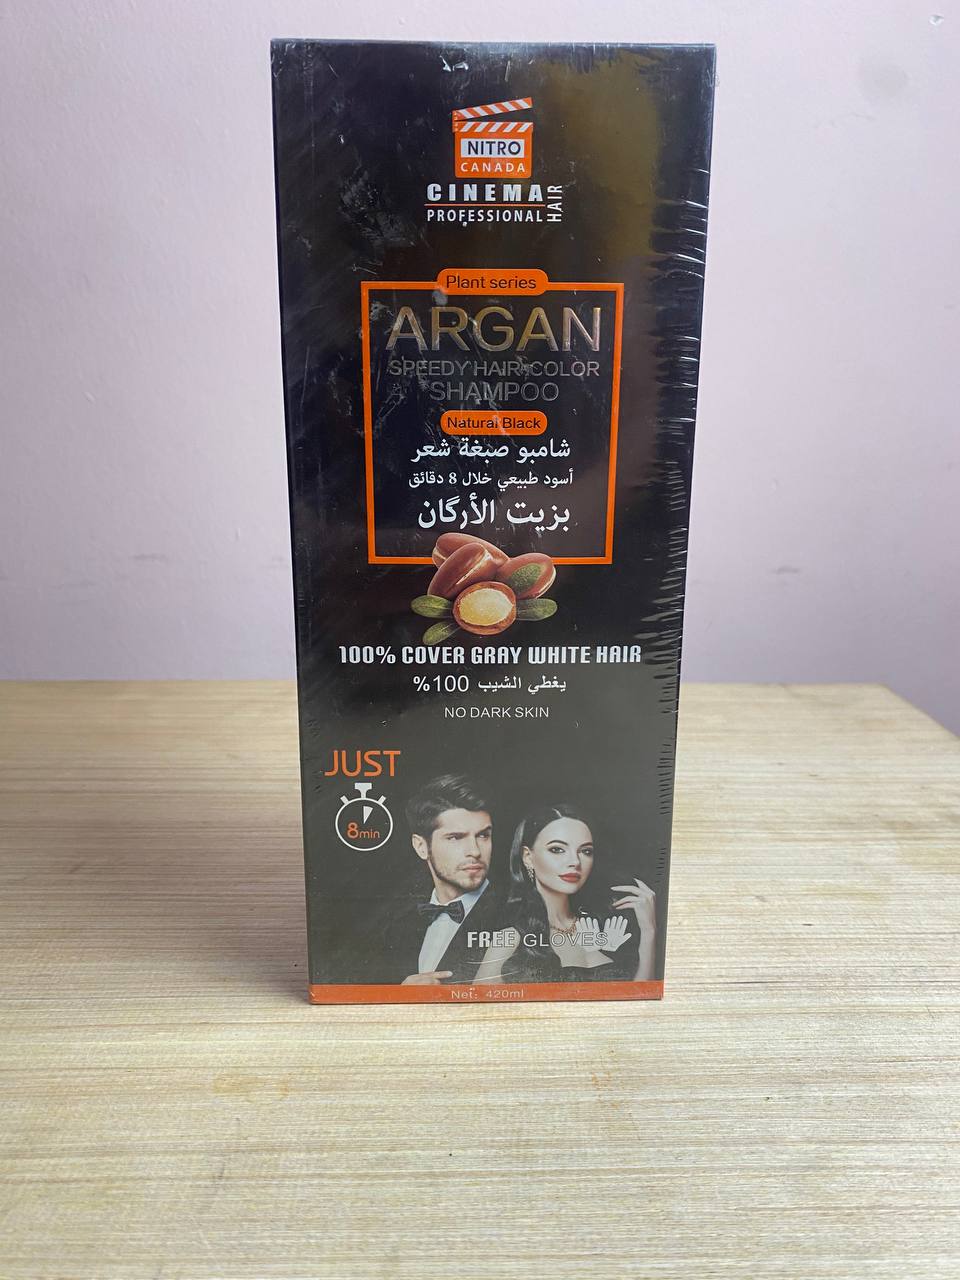 NITRO
CANADA
CINEMA
PROFESSIONAL
HAIR
Plant series
ARGAN
SPEEDY HAIR COLOR
SHAMPOO
Natural Black
شامبو صبغة شعر
أسود طبيعي خلال 8 دقائق
بزيت الأرگان
100% COVER GRAY WHITE HAIR
يغطي الشيب 100%
NO DARK SKIN
JUST
8min
FREE GLOVES
Net: 420ml